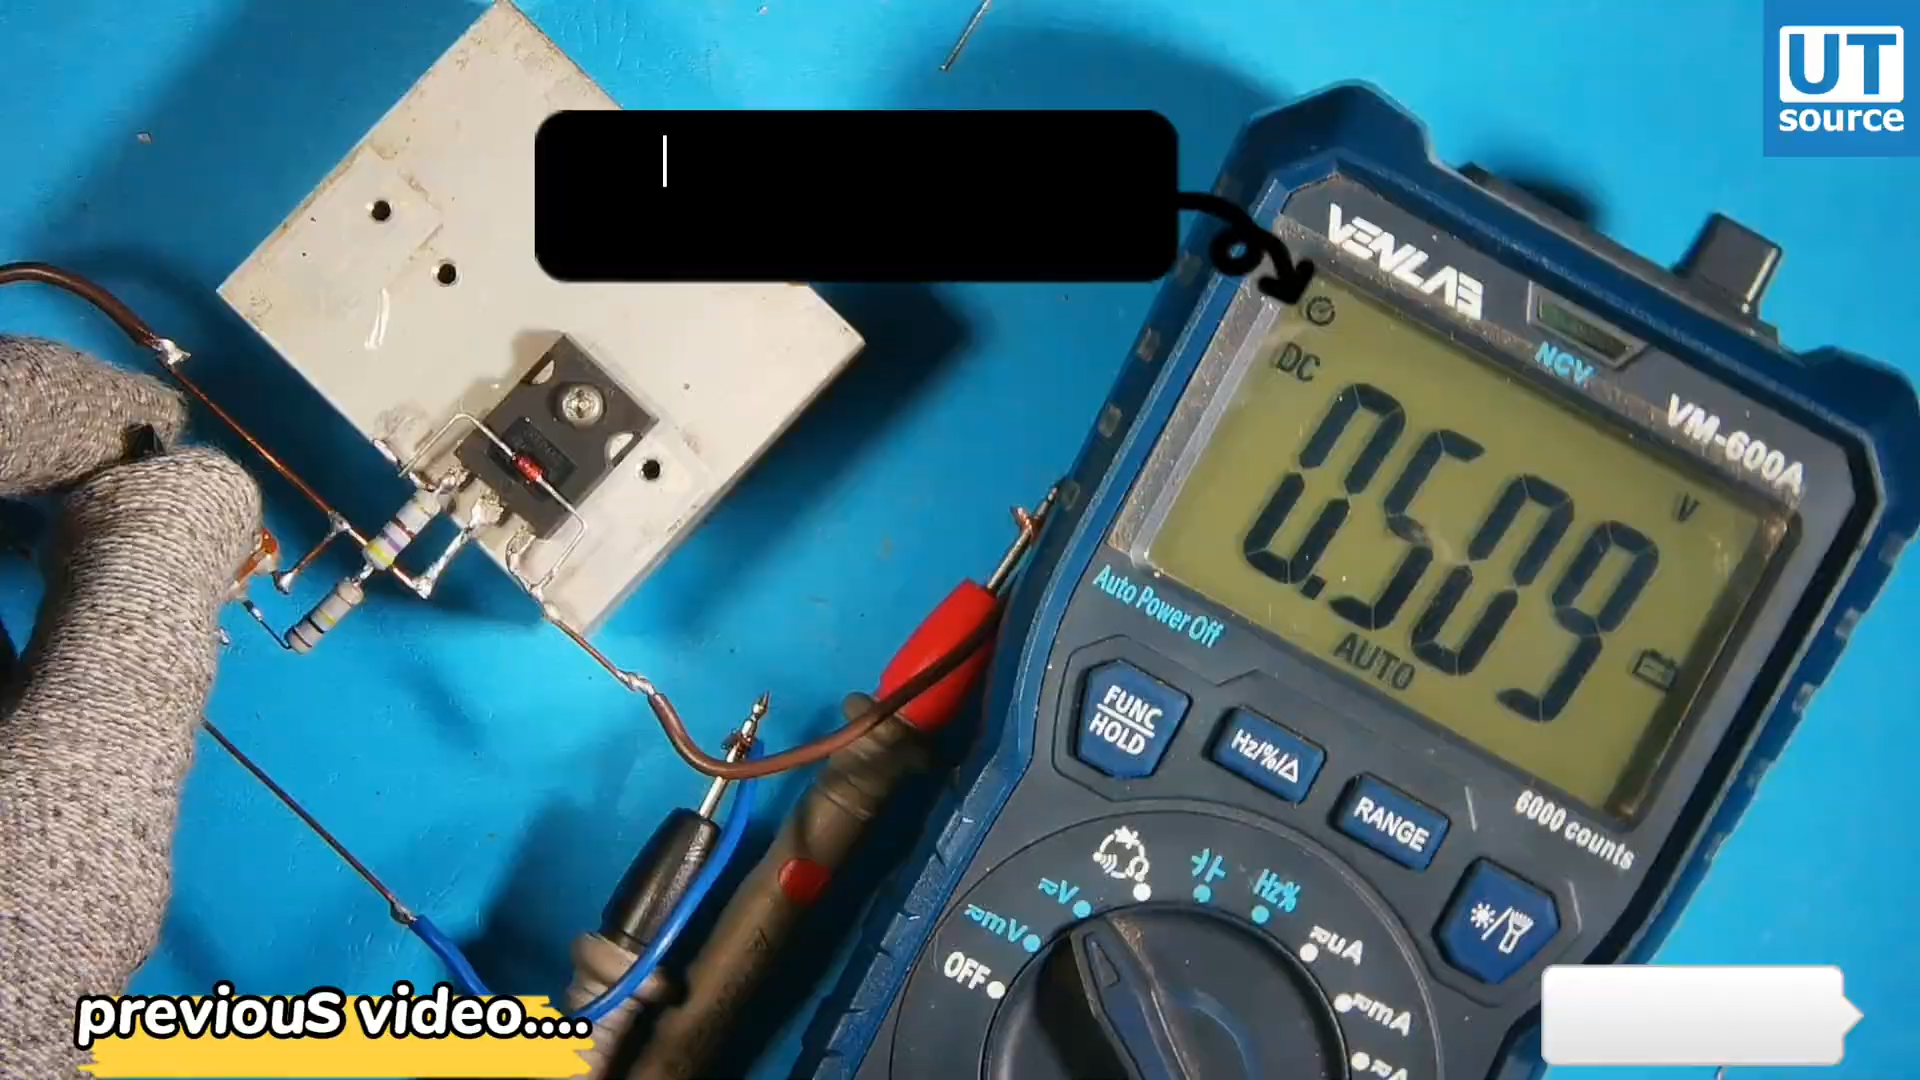 UT
source
VENLAB
NCV
VM-600A
DC
0.509
V
AUTO
Auto Power Off
6000 counts
FUNC
HOLD
Hz/%/△
RANGE
Hz%
≂V
≂mV
OFF
≂uA
≂mA
≂A
previouS video....